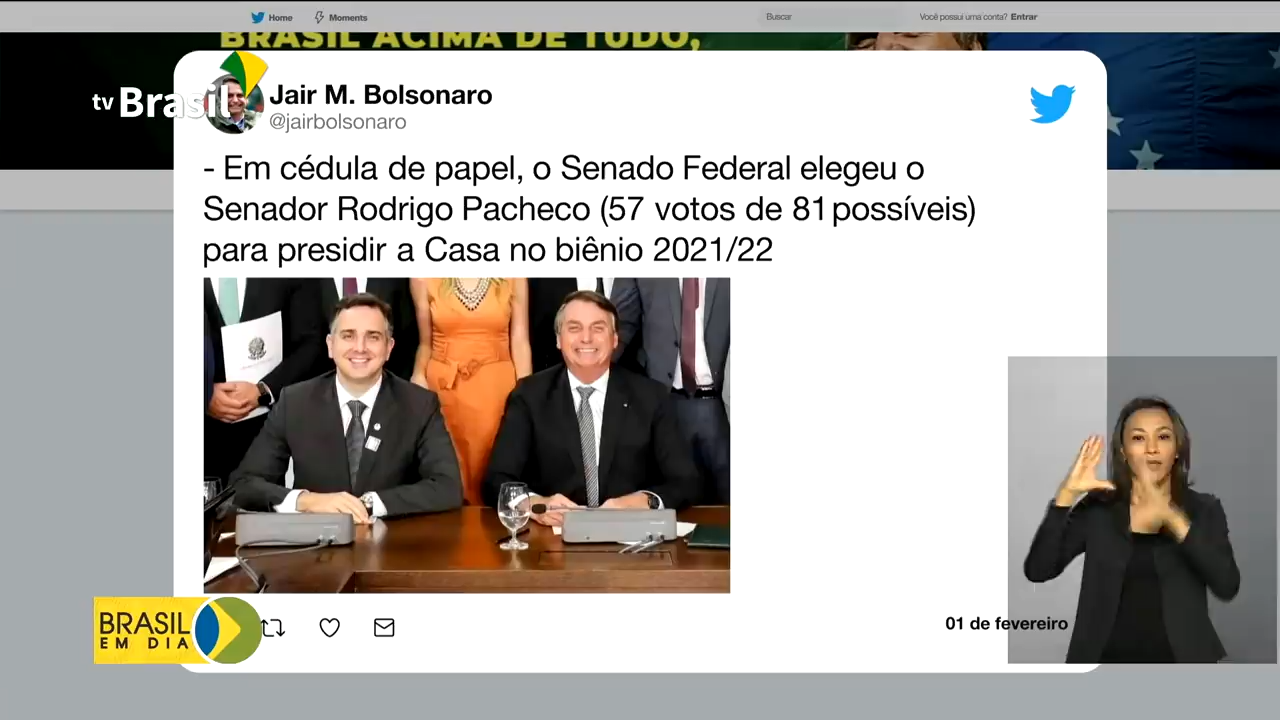 Home
Moments
Buscar
Você possui uma conta? Entrar
BRASIL ACIMA DE TUDO,
tv Brasil
Jair M. Bolsonaro
@jairbolsonaro
- Em cédula de papel, o Senado Federal elegeu o
Senador Rodrigo Pacheco (57 votos de 81 possíveis)
para presidir a Casa no biênio 2021/22
01 de fevereiro
BRASIL
EM DIA